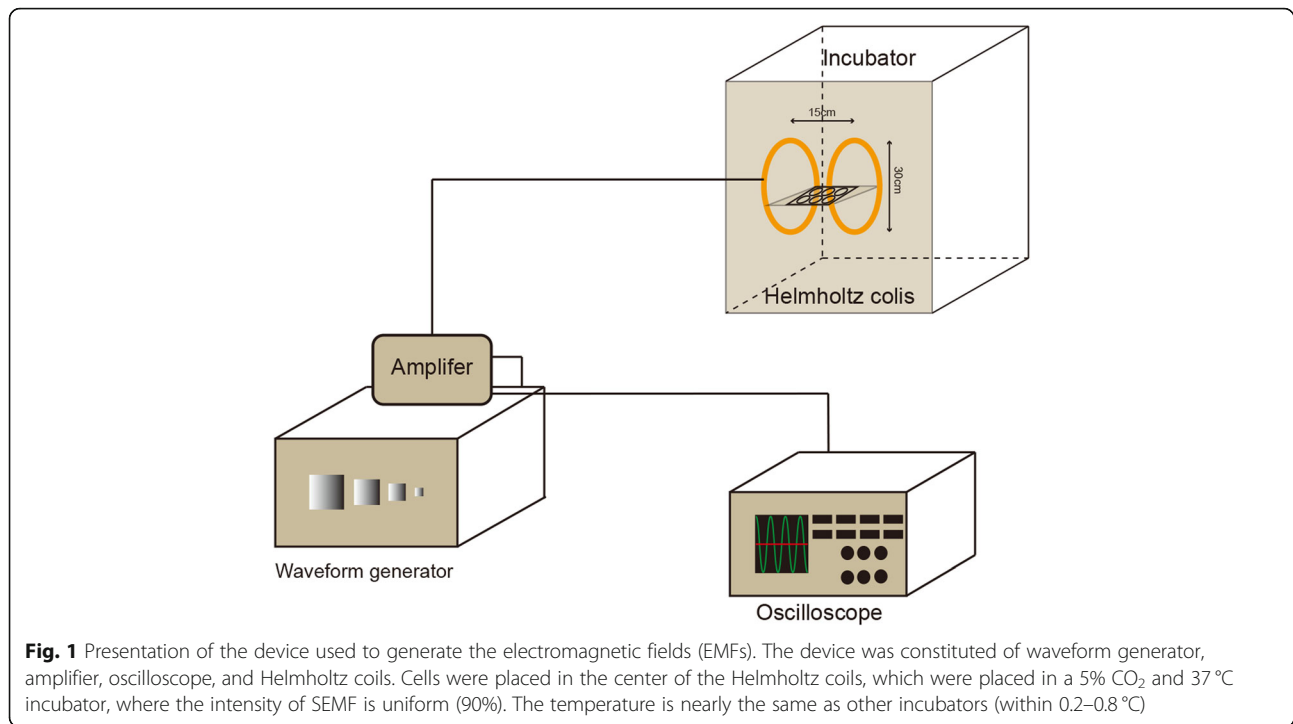 Incubator
15cm
30cm
Helmholtz colis
Amplifer
Waveform generator
Oscilloscope
Fig. 1 Presentation of the device used to generate the electromagnetic fields (EMFs). The device was constituted of waveform generator,
amplifier, oscilloscope, and Helmholtz coils. Cells were placed in the center of the Helmholtz coils, which were placed in a 5% CO₂ and 37 °C
incubator, where the intensity of SEMF is uniform (90%). The temperature is nearly the same as other incubators (within 0.2–0.8 °C)